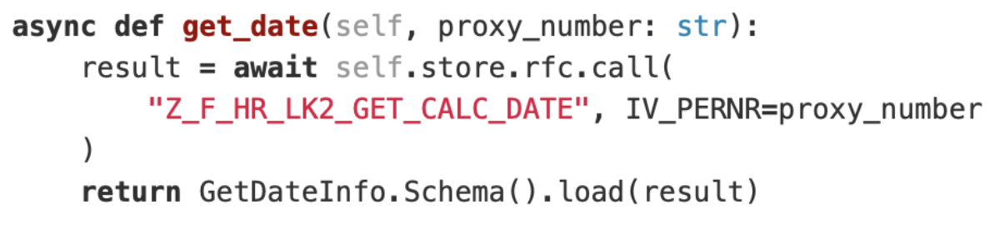 async def get_date(self, proxy_number: str):
    result = await self.store.rfc.call(
        "Z_F_HR_LK2_GET_CALC_DATE", IV_PERNR=proxy_number
    )
    return GetDateInfo.Schema().load(result)